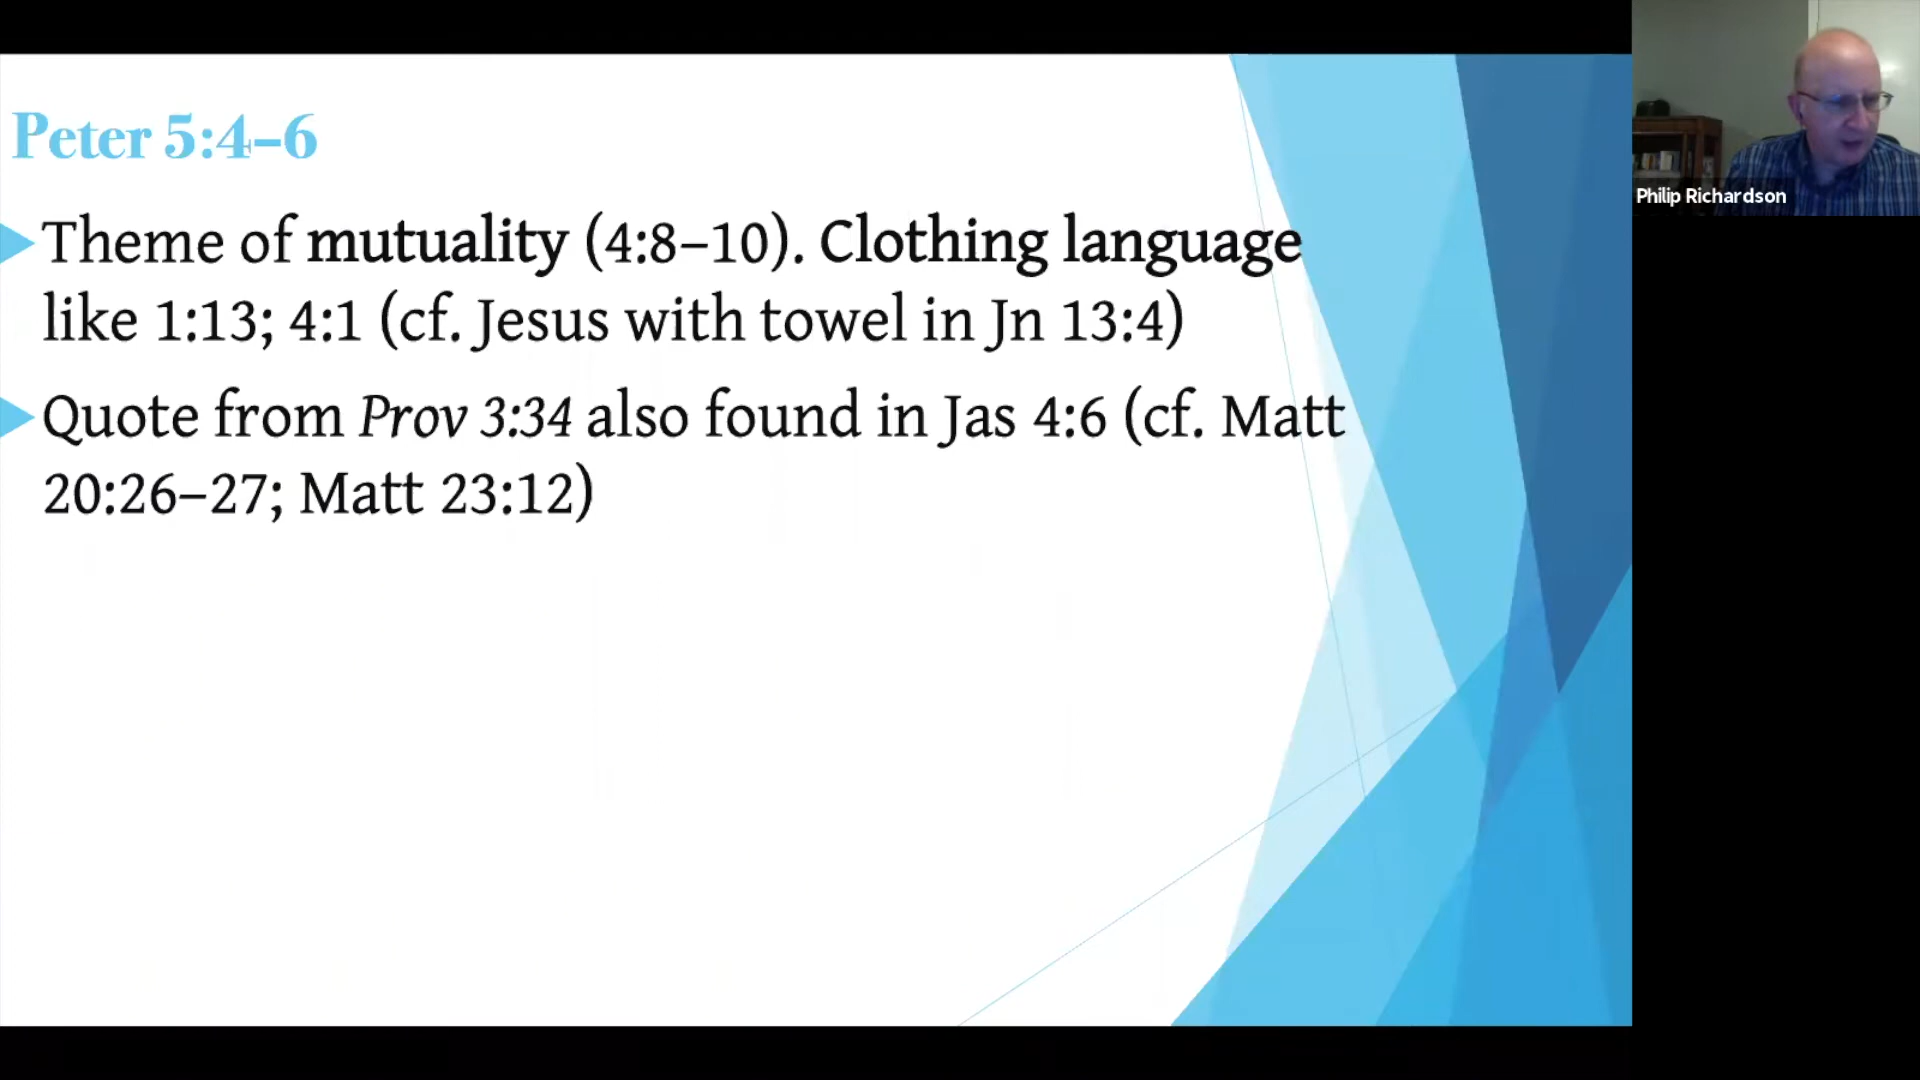 Peter 5:4–6
Theme of mutuality (4:8–10). Clothing language
like 1:13; 4:1 (cf. Jesus with towel in Jn 13:4)
Quote from Prov 3:34 also found in Jas 4:6 (cf. Matt
20:26–27; Matt 23:12)
Philip Richardson